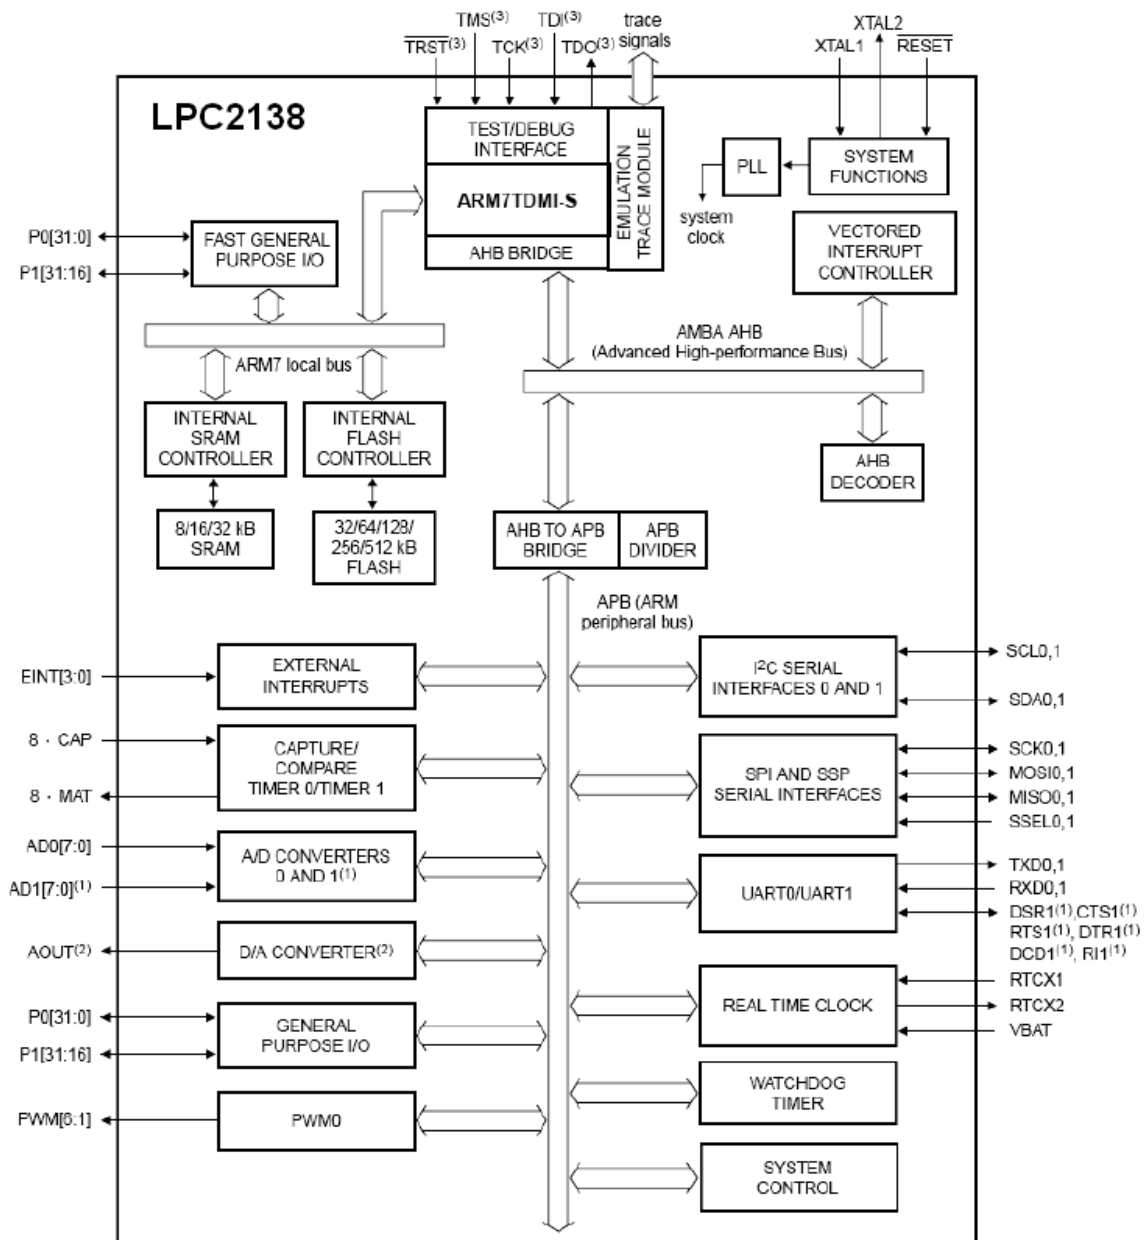 TMS(3)
TDI(3)
trace
signals
TRST(3)
TCK(3)
TDO(3)
XTAL2
XTAL1
RESET
LPC2138
TEST/DEBUG
INTERFACE
ARM7TDMI-S
AHB BRIDGE
EMULATION
TRACE MODULE
PLL
SYSTEM
FUNCTIONS
system
clock
VECTORED
INTERRUPT
CONTROLLER
P0[31:0]
P1[31:16]
FAST GENERAL
PURPOSE I/O
ARM7 local bus
AMBA AHB
(Advanced High-performance Bus)
INTERNAL
SRAM
CONTROLLER
INTERNAL
FLASH
CONTROLLER
AHB
DECODER
8/16/32 kB
SRAM
32/64/128/
256/512 kB
FLASH
AHB TO APB
BRIDGE
APB
DIVIDER
APB (ARM
peripheral bus)
EINT[3:0]
EXTERNAL
INTERRUPTS
I2C SERIAL
INTERFACES 0 AND 1
SCL0,1
SDA0,1
8 · CAP
8 · MAT
CAPTURE/
COMPARE
TIMER 0/TIMER 1
SPI AND SSP
SERIAL INTERFACES
SCK0,1
MOSI0,1
MISO0,1
SSEL0,1
AD0[7:0]
AD1[7:0](1)
A/D CONVERTERS
0 AND 1(1)
UART0/UART1
TXD0,1
RXD0,1
DSR1(1),CTS1(1)
RTS1(1), DTR1(1)
DCD1(1), RI1(1)
AOUT(2)
D/A CONVERTER(2)
REAL TIME CLOCK
RTCX1
RTCX2
VBAT
P0[31:0]
P1[31:16]
GENERAL
PURPOSE I/O
WATCHDOG
TIMER
PWM[6:1]
PWM0
SYSTEM
CONTROL